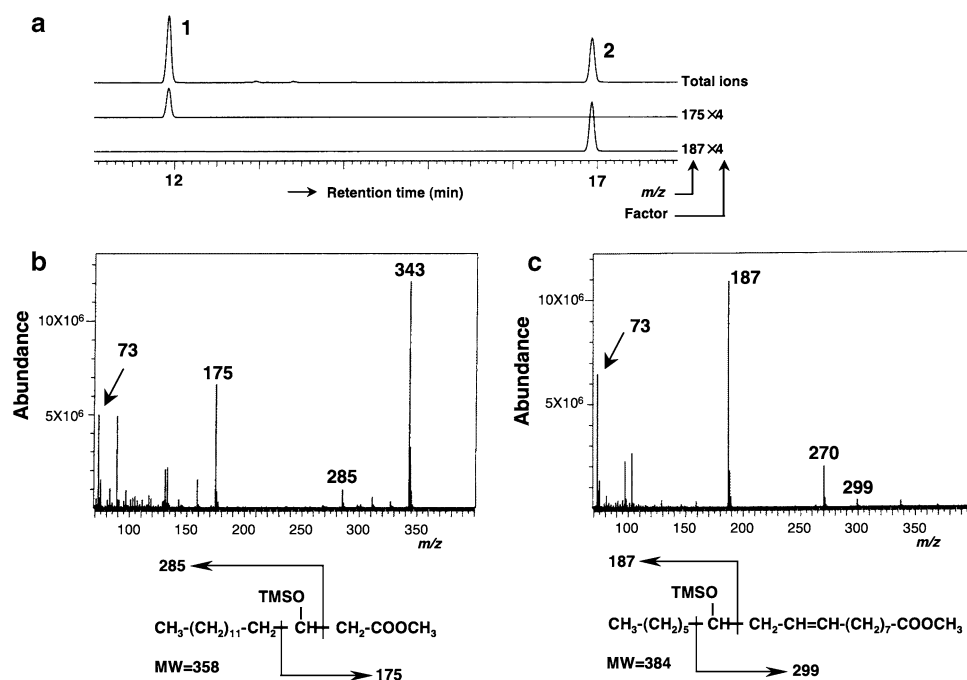 a
1
2
Total ions
175 ×4
187 ×4
12
17
Retention time (min)
m/z
Factor
b
Abundance
10X10⁶
5X10⁶
73
175
285
343
100
150
200
250
300
350
m/z
285
TMSO
CH₃-(CH₂)₁₁-CH₂ CH CH₂-COOCH₃
MW=358
175
c
Abundance
10X10⁶
5X10⁶
73
187
270
299
100
150
200
250
300
350
m/z
187
TMSO
CH₃-(CH₂)₅ CH CH₂-CH=CH-(CH₂)₇-COOCH₃
MW=384
299